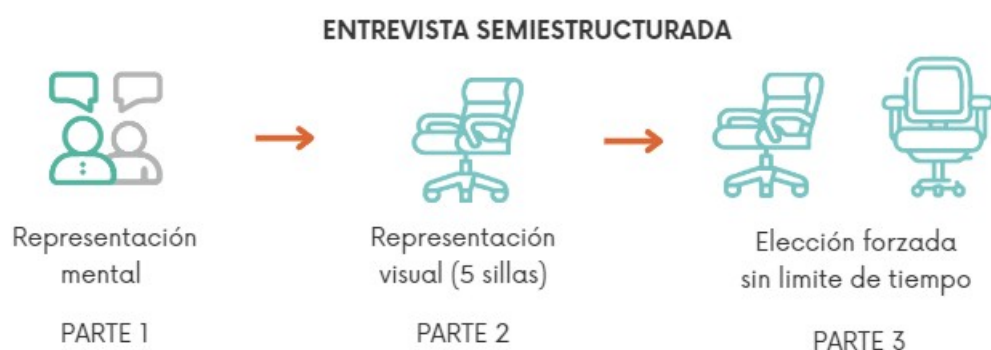 ENTREVISTA SEMIESTRUCTURADA
Representación
mental
PARTE 1
Representación
visual (5 sillas)
PARTE 2
Elección forzada
sin limite de tiempo
PARTE 3